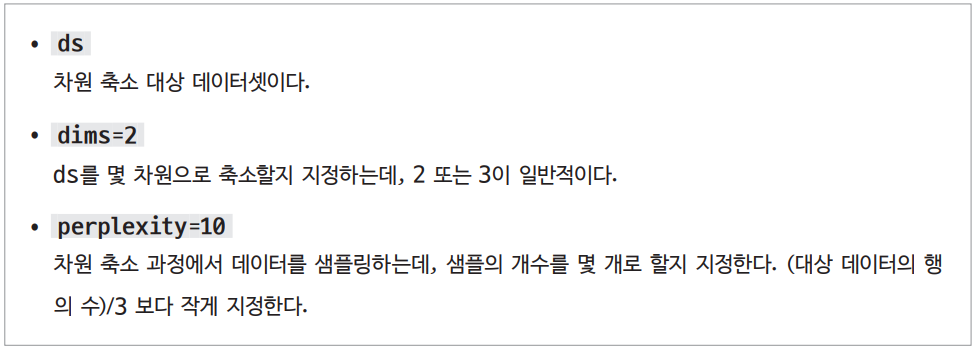 • ds
차원 축소 대상 데이터셋이다.
• dims=2
ds를 몇 차원으로 축소할지 지정하는데, 2 또는 3이 일반적이다.
• perplexity=10
차원 축소 과정에서 데이터를 샘플링하는데, 샘플의 개수를 몇 개로 할지 지정한다. (대상 데이터의 행
의 수)/3 보다 작게 지정한다.